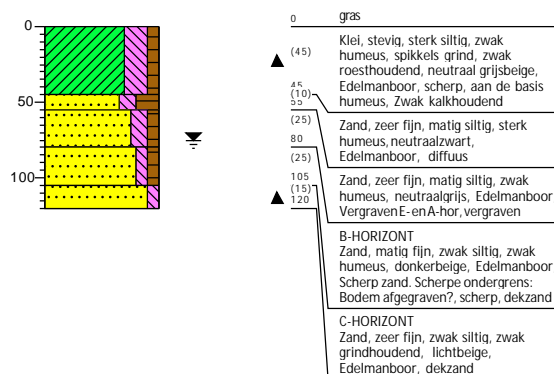 0
50
100
0
gras
(45)
Klei, stevig, sterk siltig, zwak
humeus, spikkels grind, zwak
roesthoudend, neutraal grijsbeige,
Edelmanboor, scherp, aan de basis
humeus, Zwak kalkhoudend
45
(10)
55
(25)
Zand, zeer fijn, matig siltig, sterk
humeus, neutraalzwart,
Edelmanboor, diffuus
80
(25)
Zand, zeer fijn, matig siltig, zwak
humeus, neutraalgrijs, Edelmanboor
Vergraven E- en A-hor, vergraven
105
(15)
120
B-HORIZONT
Zand, matig fijn, zwak siltig, zwak
humeus, donkerbeige, Edelmanboor
Scherp zand. Scherpe ondergrens:
Bodem afgegraven?, scherp, dekzand
C-HORIZONT
Zand, zeer fijn, zwak siltig, zwak
grindhoudend, lichtbeige,
Edelmanboor, dekzand